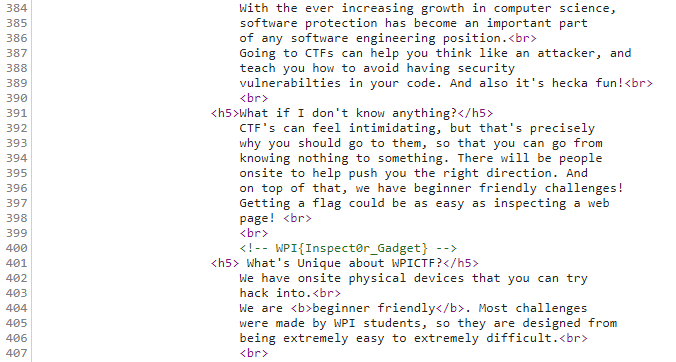 384 With the ever increasing growth in computer science,
385 software protection has become an important part
386 of any software engineering position.<br>
387 Going to CTFs can help you think like an attacker, and
388 teach you how to avoid having security
389 vulnerabilties in your code. And also it's hecka fun!<br>
390 <br>
391 <h5>What if I don't know anything?</h5>
392 CTF's can feel intimidating, but that's precisely
393 why you should go to them, so that you can go from
394 knowing nothing to something. There will be people
395 onsite to help push you the right direction. And
396 on top of that, we have beginner friendly challenges!
397 Getting a flag could be as easy as inspecting a web
398 page! <br>
399 <br>
400 <!-- WPI{Inspect0r_Gadget} -->
401 <h5> What's Unique about WPICTF?</h5>
402 We have onsite physical devices that you can try
403 hack into.<br>
404 We are <b>beginner friendly</b>. Most challenges
405 were made by WPI students, so they are designed from
406 being extremely easy to extremely difficult.<br>
407 <br>